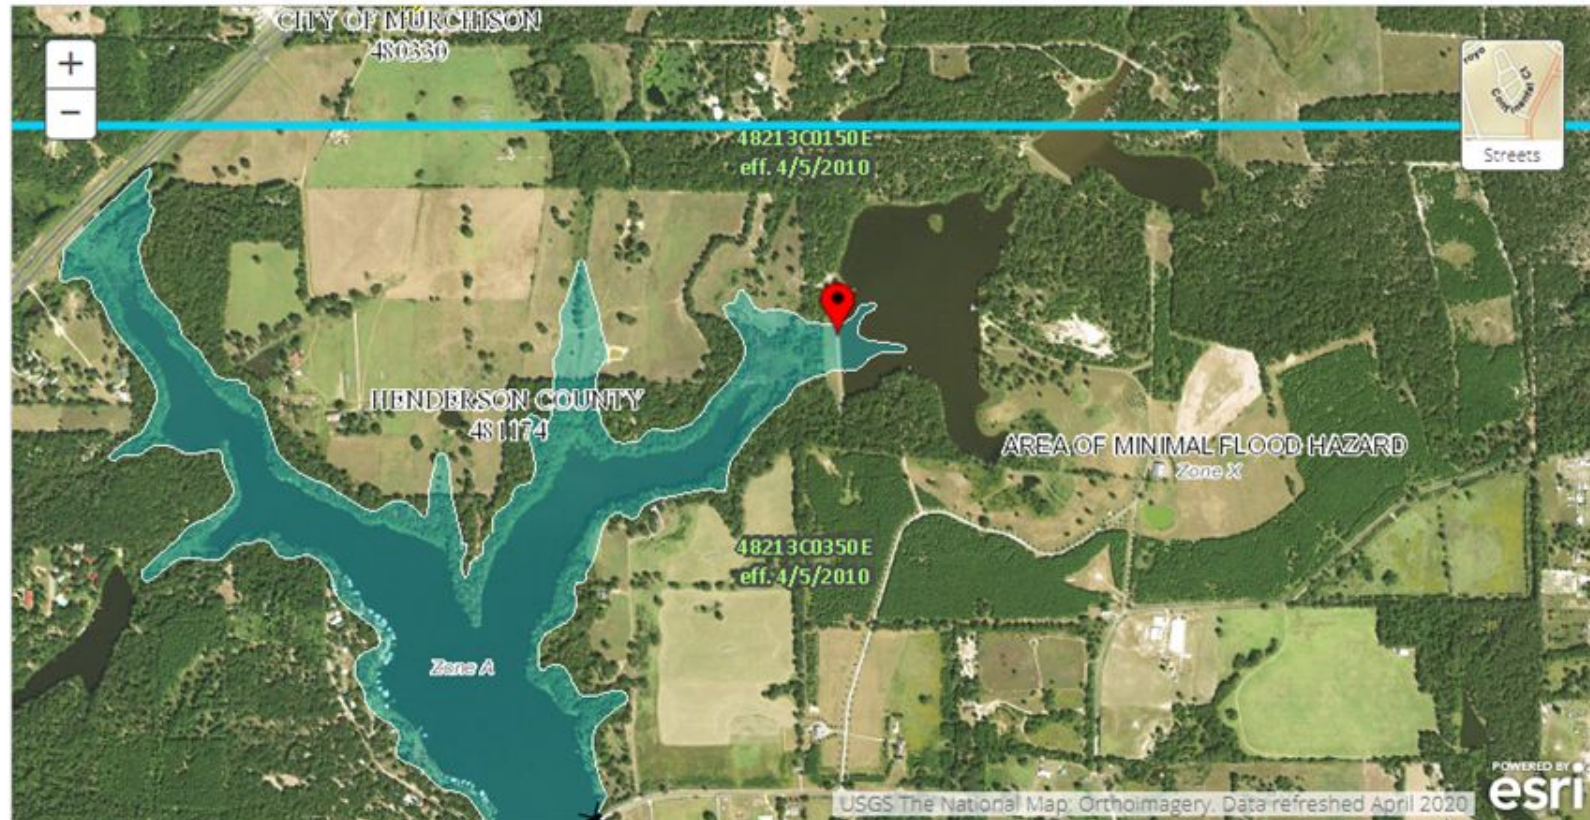 CITY OF MURCHISON
480330
+
−
48213C0150E
eff. 4/5/2010
Streets
HENDERSON COUNTY
481174
AREA OF MINIMAL FLOOD HAZARD
Zone X
48213C0350E
eff. 4/5/2010
Zone A
USGS The National Map: Orthoimagery. Data refreshed April 2020
POWERED BY
esri